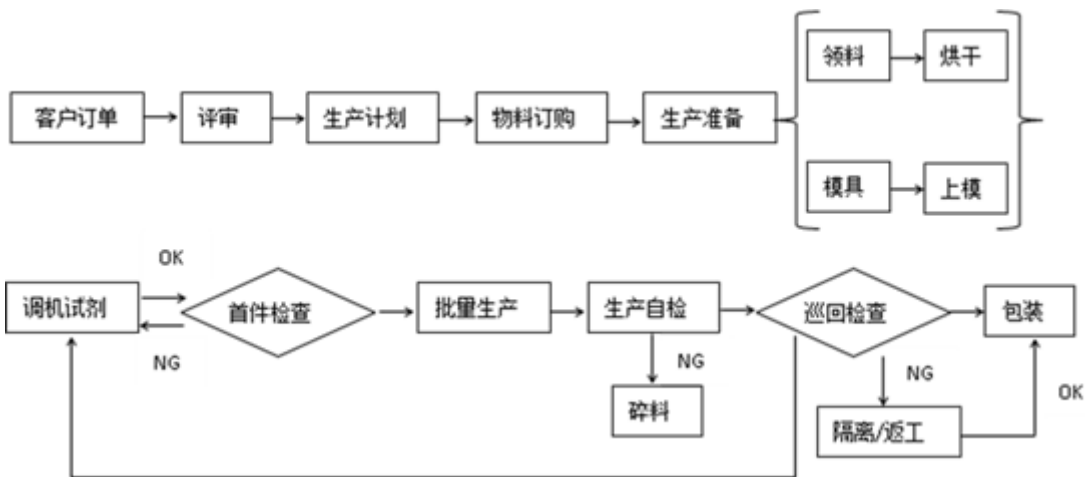 领料
烘干
客户订单
评审
生产计划
物料订购
生产准备
模具
上模
OK
调机试剂
首件检查
批量生产
生产自检
巡回检查
包装
NG
NG
NG
OK
碎料
隔离/返工